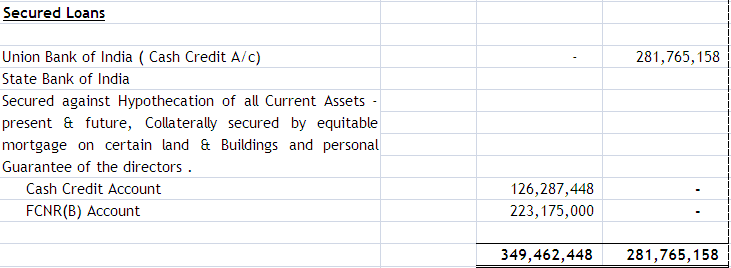 Secured Loans
Union Bank of India ( Cash Credit A/c) - 281,765,158
State Bank of India
Secured against Hypothecation of all Current Assets -
present & future, Collaterally secured by equitable
mortgage on certain land & Buildings and personal
Guarantee of the directors .
Cash Credit Account 126,287,448 -
FCNR(B) Account 223,175,000 -
349,462,448 281,765,158